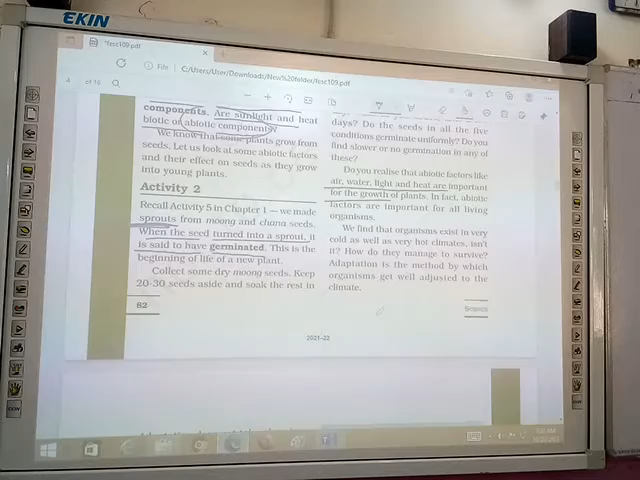 EKIN
fesc109.pdf
File C:/Users/User/Downloads/New%20folder/fesc109.pdf
4 of 16
components. Are sunlight and heat
biotic or abiotic components?
We know that some plants grow from
seeds. Let us look at some abiotic factors
and their effect on seeds as they grow
into young plants.
Activity 2
Recall Activity 5 in Chapter 1 — we made
sprouts from moong and chana seeds.
When the seed turned into a sprout, it
is said to have germinated. This is the
beginning of life of a new plant.
Collect some dry moong seeds. Keep
20-30 seeds aside and soak the rest in
82
days? Do the seeds in all the five
conditions germinate uniformly? Do you
find slower or no germination in any of
these?
Do you realise that abiotic factors like
air, water, light and heat are important
for the growth of plants. In fact, abiotic
factors are important for all living
organisms.
We find that organisms exist in very
cold as well as very hot climates, isn't
it? How do they manage to survive?
Adaptation is the method by which
organisms get well adjusted to the
climate.
Science
2021–22